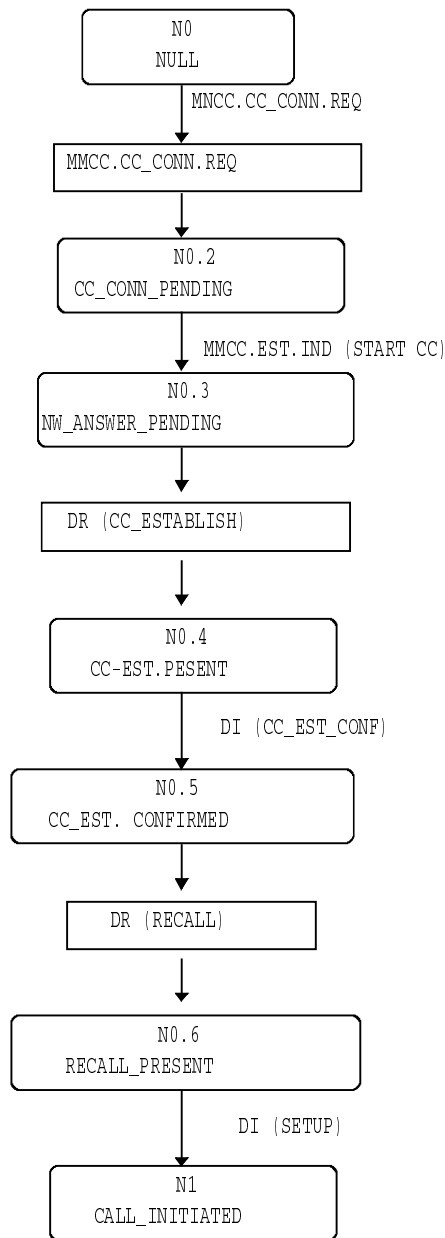 N0
NULL
MNCC.CC_CONN.REQ
MMCC.CC_CONN.REQ
N0.2
CC_CONN_PENDING
MMCC.EST.IND (START CC)
N0.3
NW_ANSWER_PENDING
DR (CC_ESTABLISH)
N0.4
CC-EST.PESENT
DI (CC_EST_CONF)
N0.5
CC_EST. CONFIRMED
DR (RECALL)
N0.6
RECALL_PRESENT
DI (SETUP)
N1
CALL_INITIATED